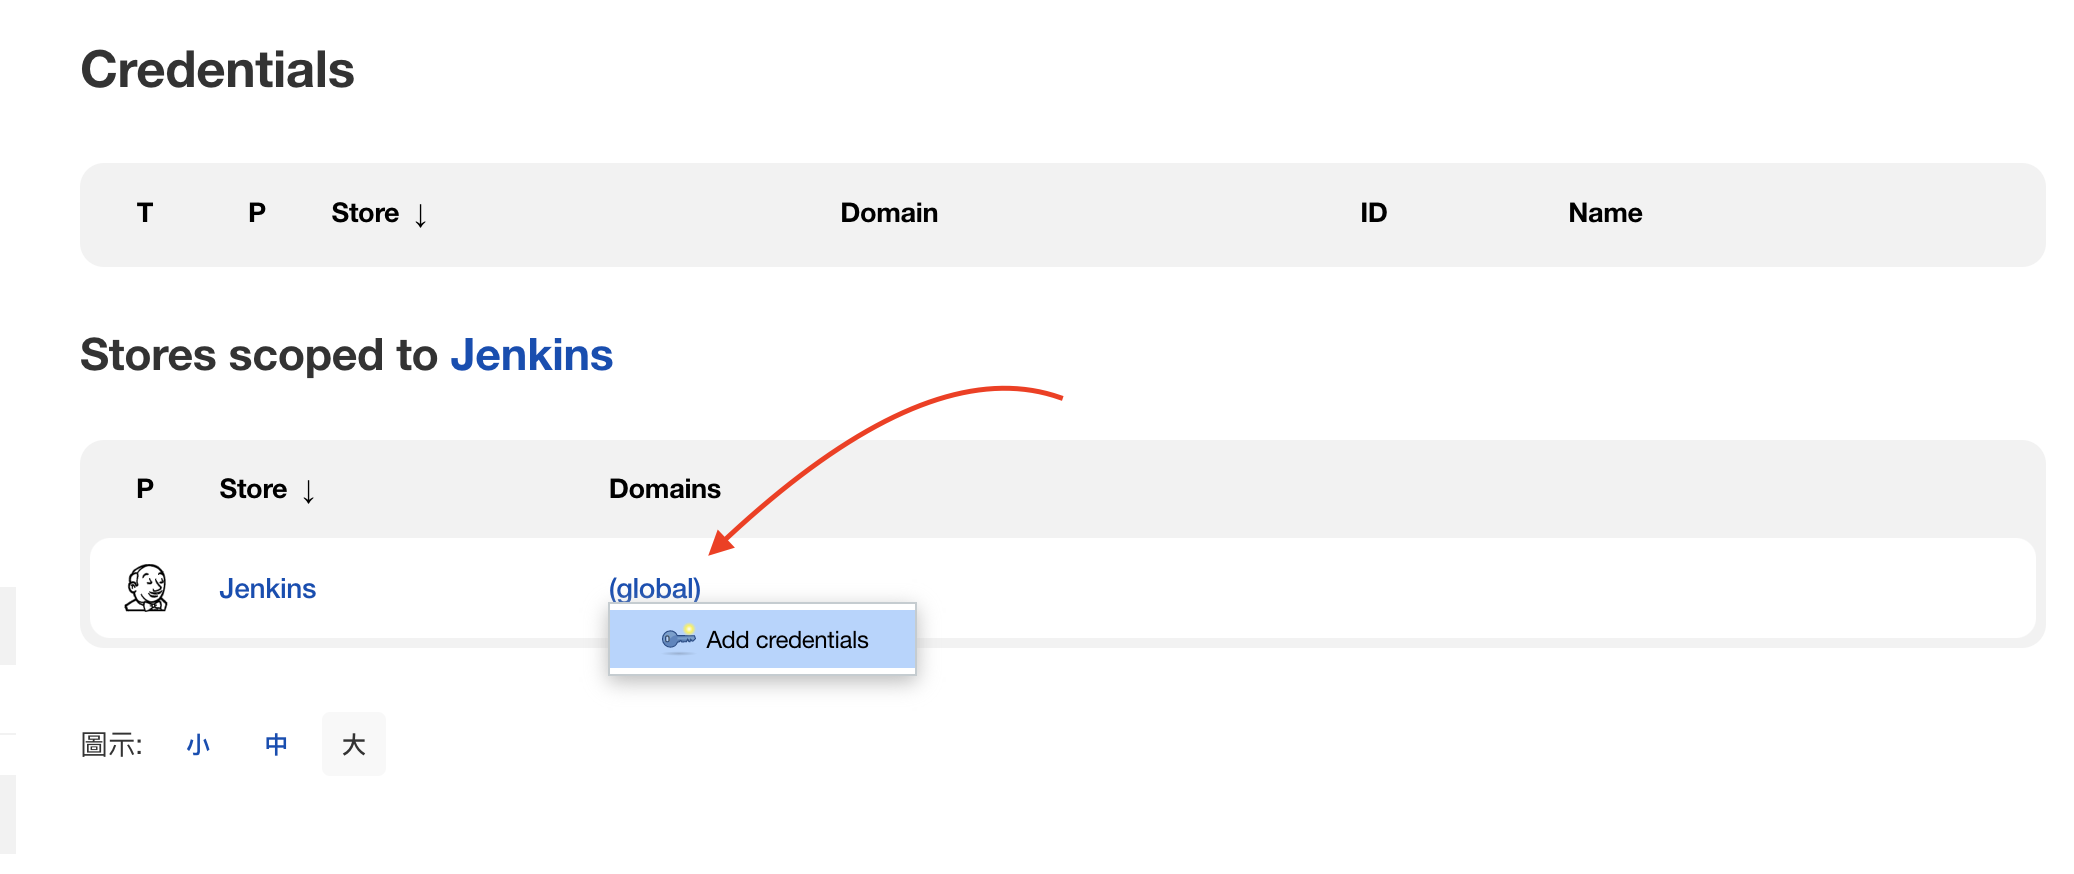 Credentials
T P Store ↓ Domain ID Name
Stores scoped to Jenkins
P Store ↓ Domains
Jenkins (global)
Add credentials
圖示: 小 中 大